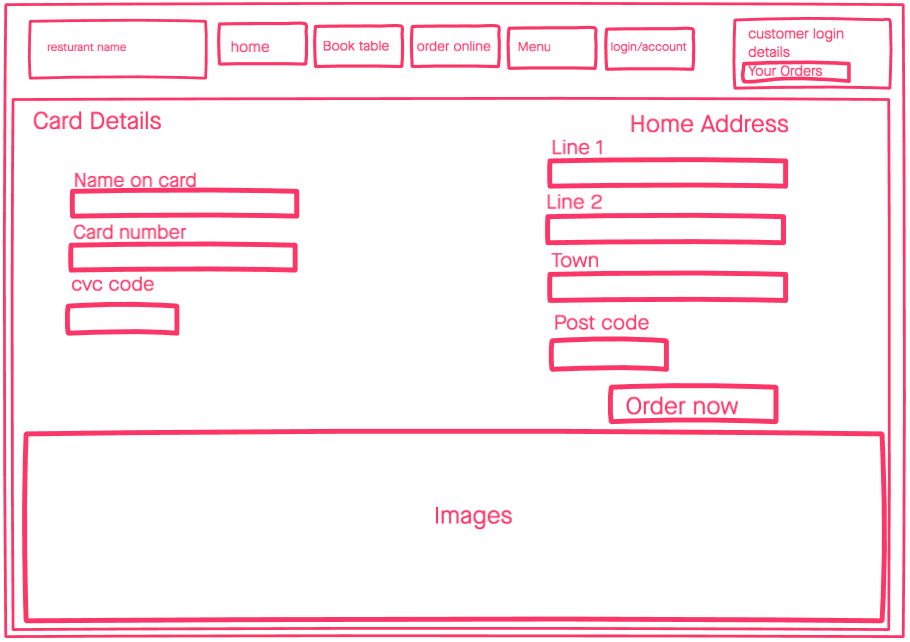 resturant name
home
Book table
order online
Menu
login/account
customer login
details
Your Orders
Card Details
Name on card
Card number
cvc code
Home Address
Line 1
Line 2
Town
Post code
Order now
Images